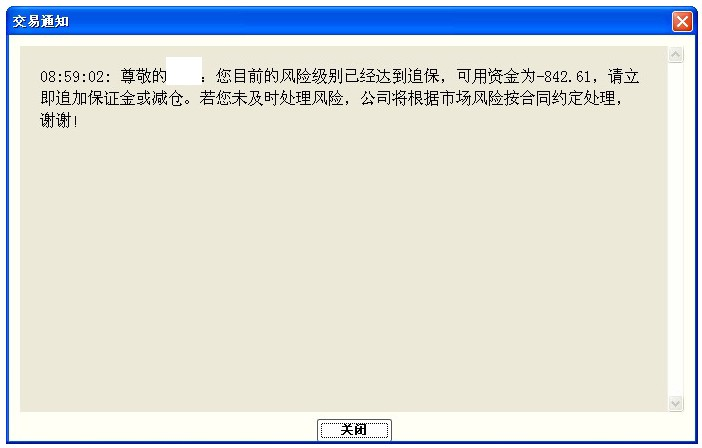 交易通知
08:59:02: 尊敬的 : 您目前的风险级别已经达到追保，可用资金为-842.61，请立
即追加保证金或减仓。若您未及时处理风险，公司将根据市场风险按合同约定处理，
谢谢!
关闭